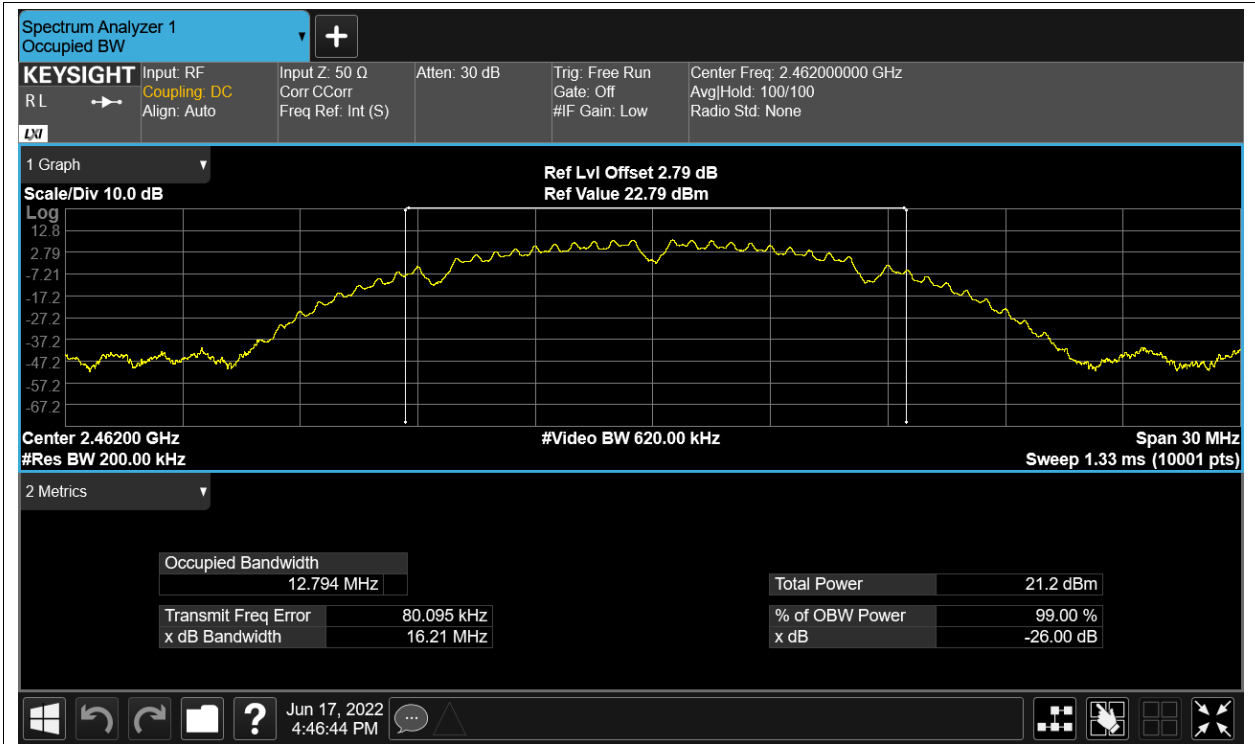 Spectrum Analyzer 1
Occupied BW
KEYSIGHT
R L
LXI
Input: RF
Coupling: DC
Align: Auto
Input Z: 50 Ω
Corr CCorr
Freq Ref: Int (S)
Atten: 30 dB
Trig: Free Run
Gate: Off
#IF Gain: Low
Center Freq: 2.462000000 GHz
Avg|Hold: 100/100
Radio Std: None
1 Graph
Scale/Div 10.0 dB
Ref Lvl Offset 2.79 dB
Ref Value 22.79 dBm
Log
12.8
2.79
-7.21
-17.2
-27.2
-37.2
-47.2
-57.2
-67.2
Center 2.46200 GHz
#Res BW 200.00 kHz
#Video BW 620.00 kHz
Span 30 MHz
Sweep 1.33 ms (10001 pts)
2 Metrics
Occupied Bandwidth
12.794 MHz
Transmit Freq Error 80.095 kHz
x dB Bandwidth 16.21 MHz
Total Power 21.2 dBm
% of OBW Power 99.00 %
x dB -26.00 dB
?
Jun 17, 2022
4:46:44 PM